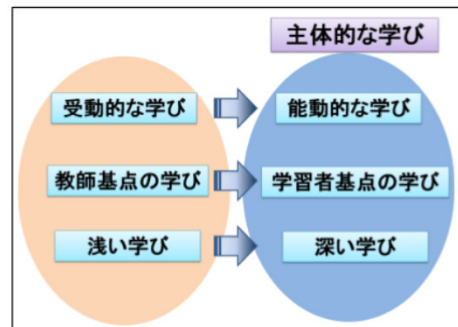 主体的な学び
受動的な学び
能動的な学び
教師基点の学び
学習者基点の学び
浅い学び
深い学び